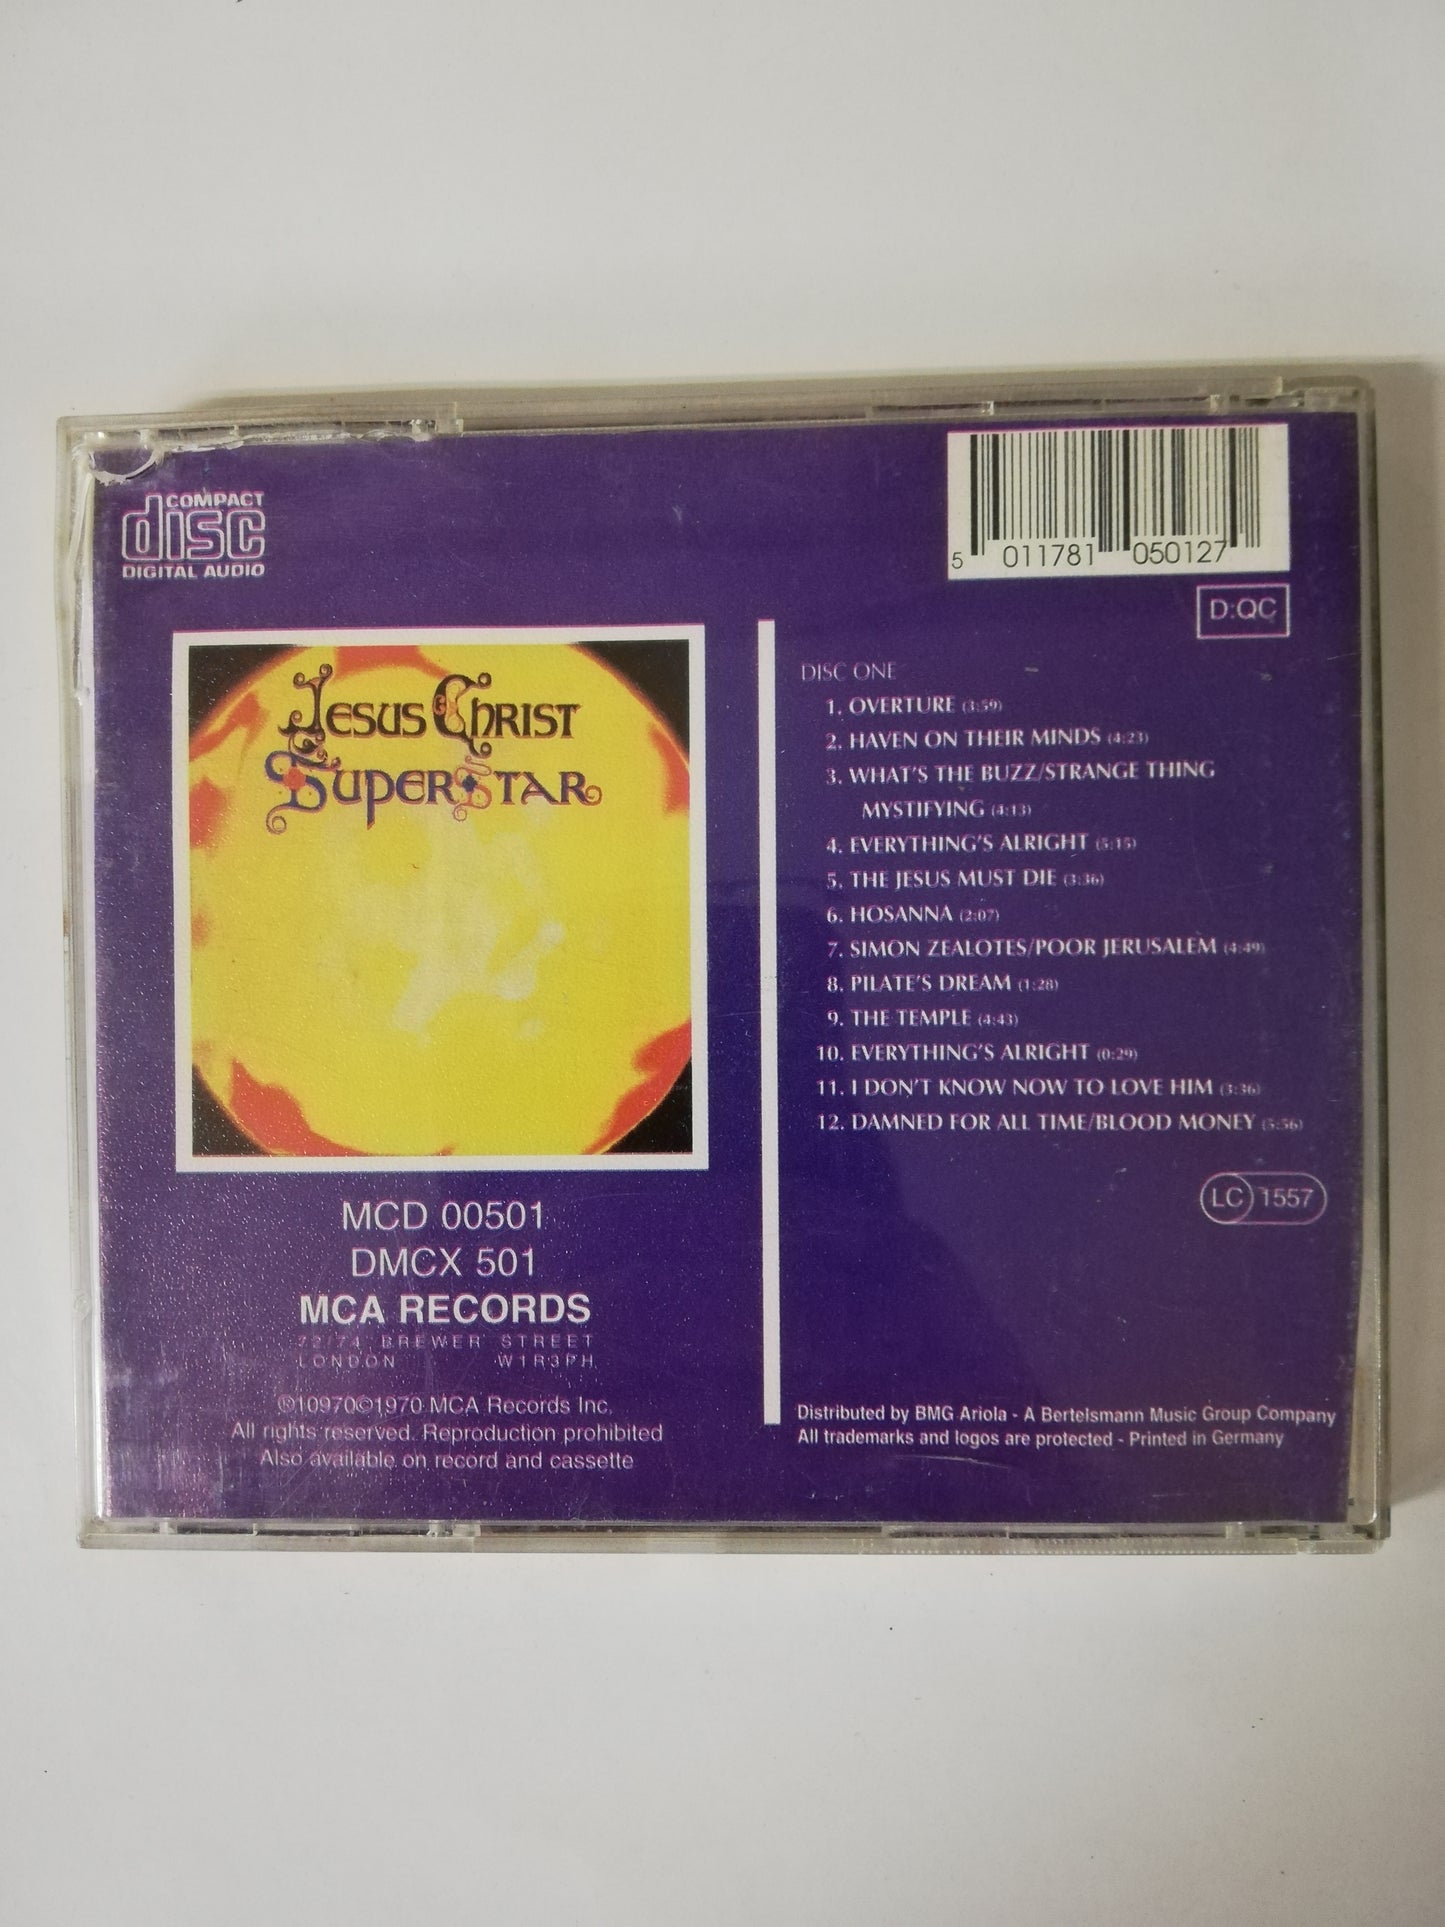 COMPACT
disc
DIGITAL AUDIO
5 011781 050127
D:QC
JESUS CHRIST
SUPERSTAR
DISC ONE
1. OVERTURE (3:59)
2. HAVEN ON THEIR MINDS (4:23)
3. WHAT'S THE BUZZ/STRANGE THING
MYSTIFYING (4:13)
4. EVERYTHING'S ALRIGHT (5:15)
5. THE JESUS MUST DIE (3:36)
6. HOSANNA (2:07)
7. SIMON ZEALOTES/POOR JERUSALEM (4:49)
8. PILATE'S DREAM (1:28)
9. THE TEMPLE (4:43)
10. EVERYTHING'S ALRIGHT (0:29)
11. I DON'T KNOW NOW TO LOVE HIM (3:36)
12. DAMNED FOR ALL TIME/BLOOD MONEY (5:36)
LC 1557
MCD 00501
DMCX 501
MCA RECORDS
72/74 BREWER STREET
LONDON W1R3PH
℗10970©1970 MCA Records Inc.
All rights reserved. Reproduction prohibited
Also available on record and cassette
Distributed by BMG Ariola - A Bertelsmann Music Group Company
All trademarks and logos are protected - Printed in Germany